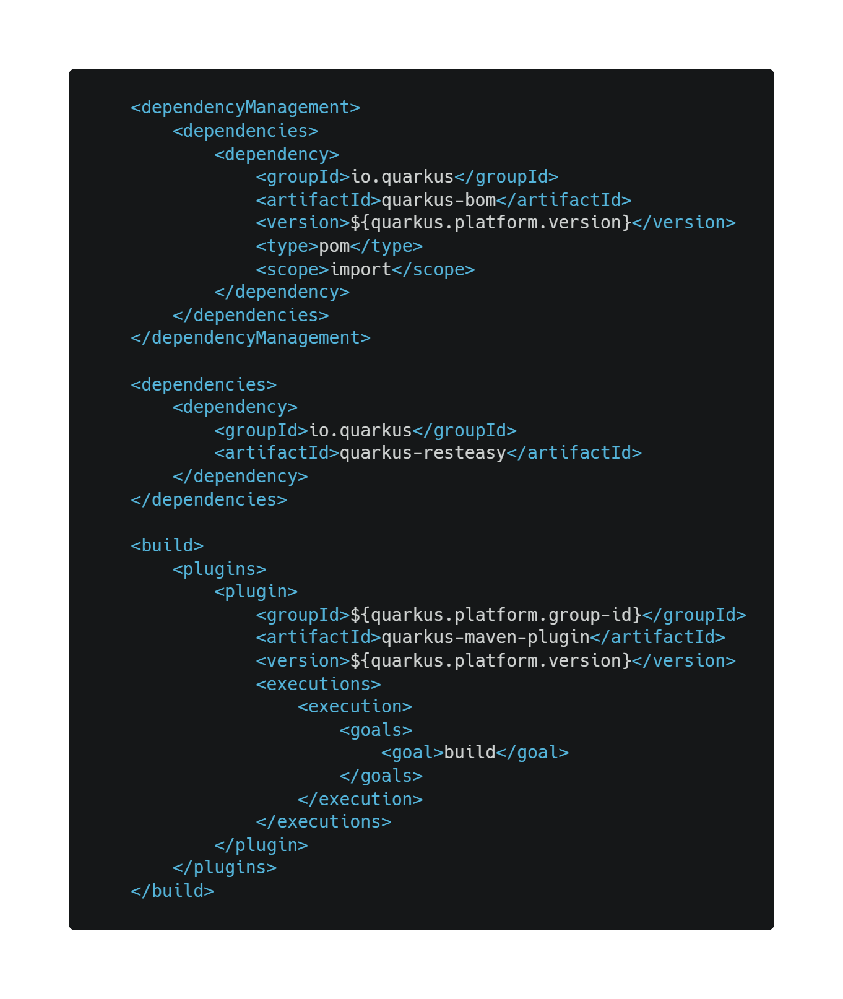 <dependencyManagement>
    <dependencies>
        <dependency>
            <groupId>io.quarkus</groupId>
            <artifactId>quarkus-bom</artifactId>
            <version>${quarkus.platform.version}</version>
            <type>pom</type>
            <scope>import</scope>
        </dependency>
    </dependencies>
</dependencyManagement>

<dependencies>
    <dependency>
        <groupId>io.quarkus</groupId>
        <artifactId>quarkus-resteasy</artifactId>
    </dependency>
</dependencies>

<build>
    <plugins>
        <plugin>
            <groupId>${quarkus.platform.group-id}</groupId>
            <artifactId>quarkus-maven-plugin</artifactId>
            <version>${quarkus.platform.version}</version>
            <executions>
                <execution>
                    <goals>
                        <goal>build</goal>
                    </goals>
                </execution>
            </executions>
        </plugin>
    </plugins>
</build>